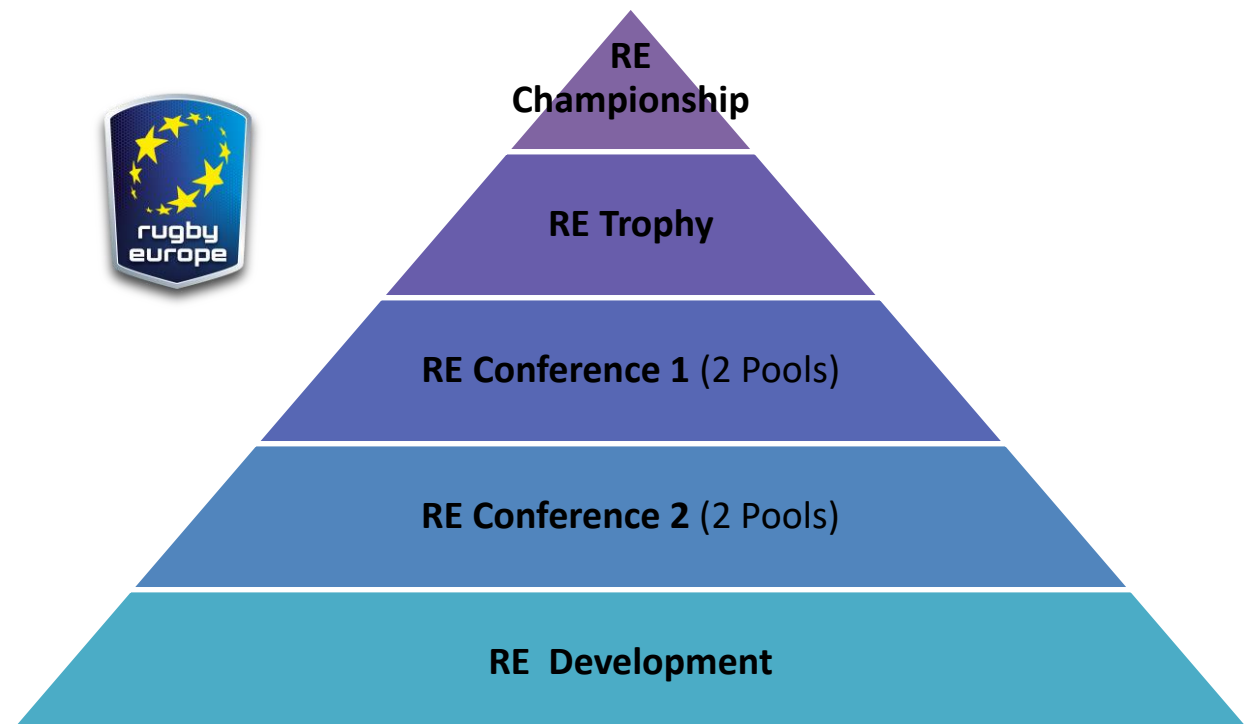 RE
Championship
rugby
europe
RE Trophy
RE Conference 1 (2 Pools)
RE Conference 2 (2 Pools)
RE Development